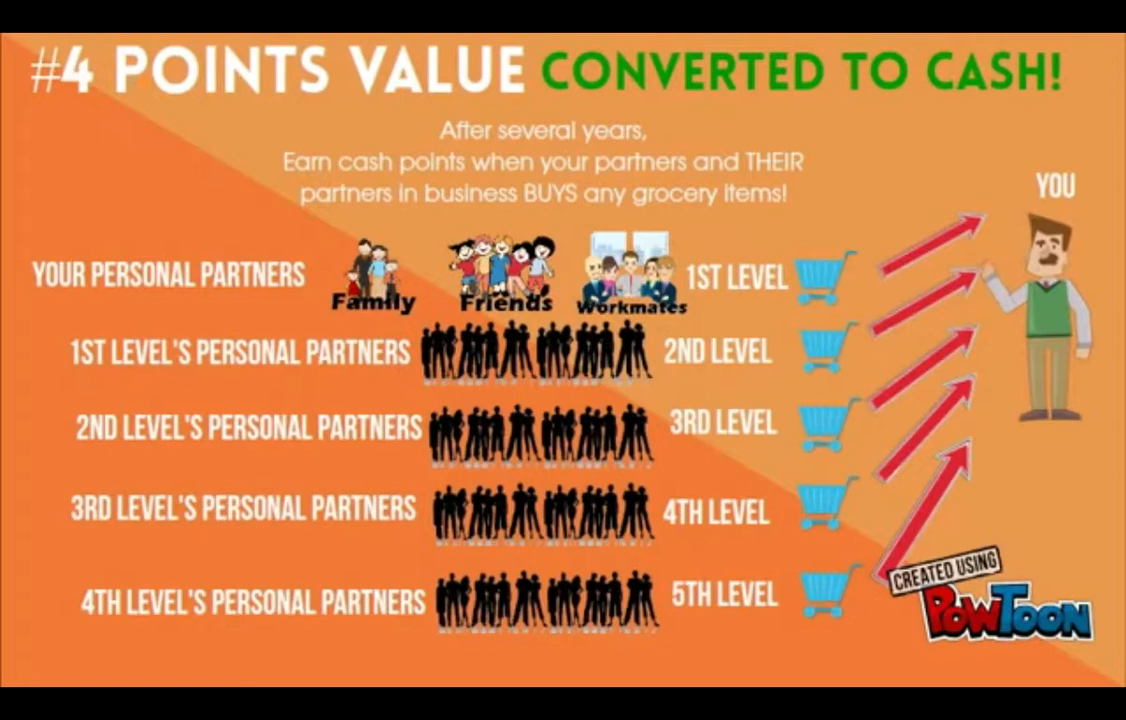 #4 POINTS VALUE CONVERTED TO CASH!
After several years,
Earn cash points when your partners and THEIR
partners in business BUYS any grocery items!
YOU
YOUR PERSONAL PARTNERS Family Friends Workmates 1ST LEVEL
1ST LEVEL'S PERSONAL PARTNERS 2ND LEVEL
2ND LEVEL'S PERSONAL PARTNERS 3RD LEVEL
3RD LEVEL'S PERSONAL PARTNERS 4TH LEVEL
4TH LEVEL'S PERSONAL PARTNERS 5TH LEVEL
CREATED USING
POWTOON